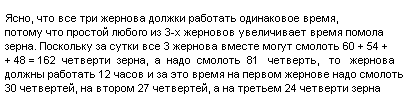 Ясно, что все три жернова должки работать одинаковое время,
потому что простой любого из 3-х жерновов увеличивает время помола
зерна. Поскольку за сутки все 3 жернова вместе могут смолоть 60 + 54 +
+ 48 = 162 четверти зерна, а надо смолоть 81 четверть, то жернова
должны работать 12 часов и за это время на первом жернове надо смолоть
30 четвертей, на втором 27 четвертей, а на третьем 24 четверти зерна